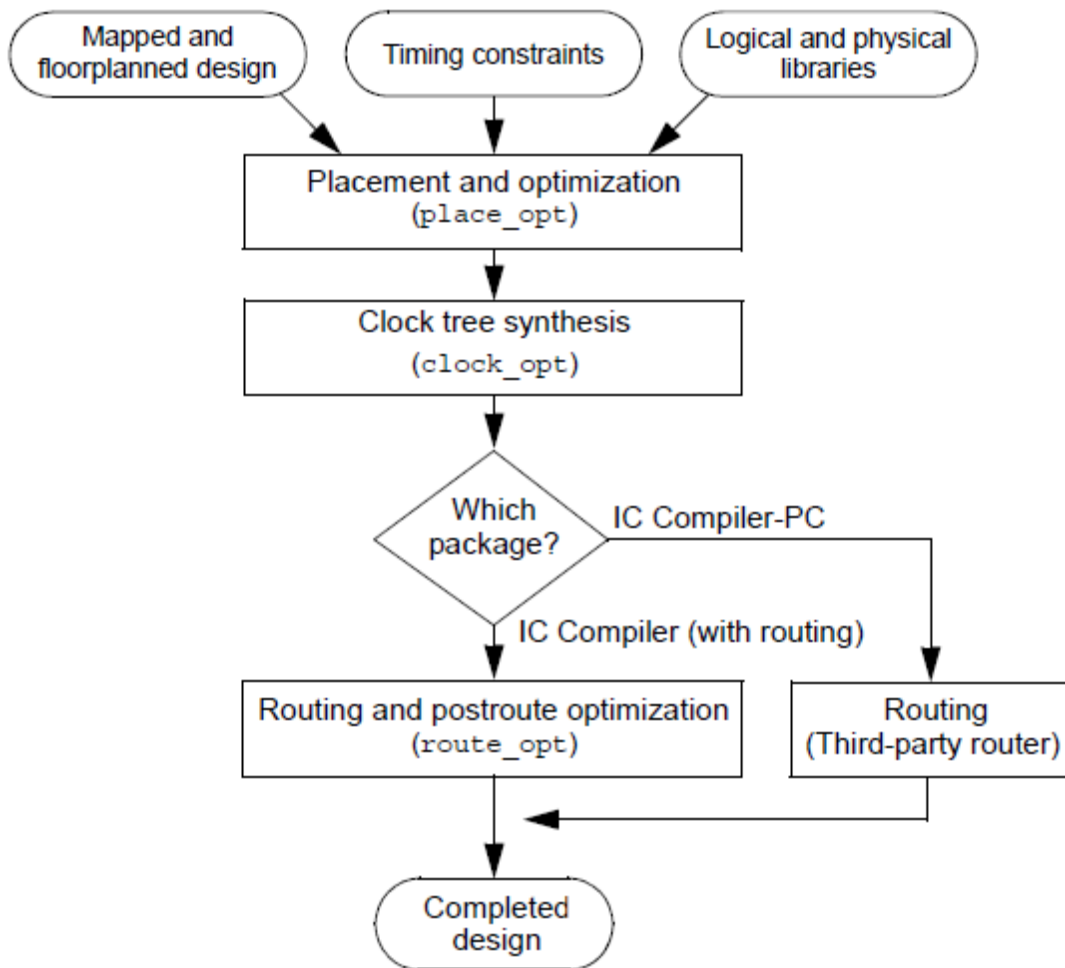 Mapped and
floorplanned design
Timing constraints
Logical and physical
libraries
Placement and optimization
(place_opt)
Clock tree synthesis
(clock_opt)
Which
package?
IC Compiler-PC
IC Compiler (with routing)
Routing and postroute optimization
(route_opt)
Routing
(Third-party router)
Completed
design